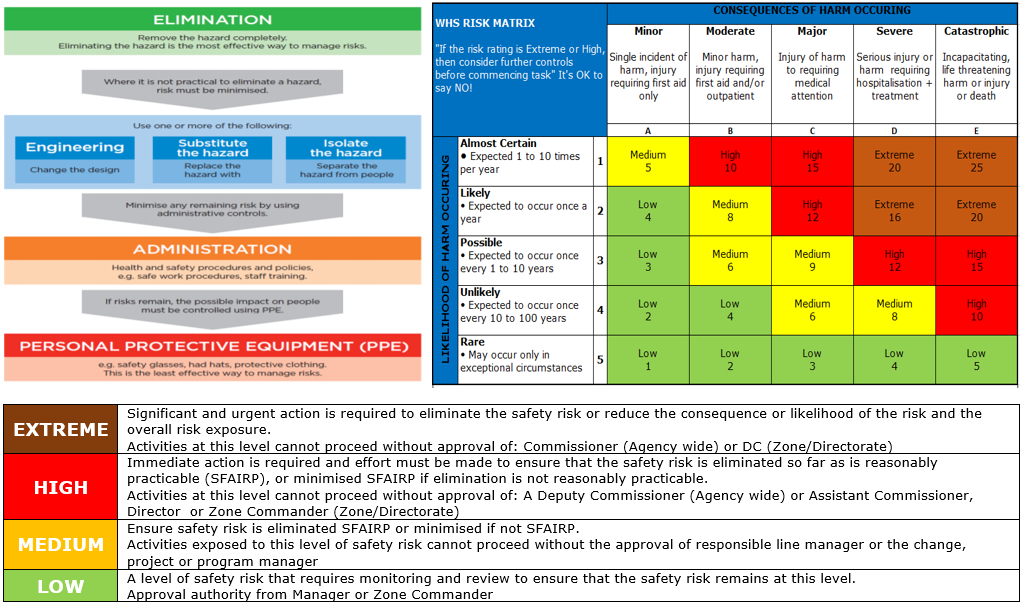 ELIMINATION
Remove the hazard completely.
Eliminating the hazard is the most effective way to manage risks.
Where it is not practical to eliminate a hazard,
risk must be minimised.
Use one or more of the following:
Engineering
Change the design
Substitute
the hazard
Replace the
hazard with
Isolate
the hazard
Separate the
hazard from people
Minimise any remaining risk by using
administrative controls.
ADMINISTRATION
Health and safety procedures and policies,
e.g. safe work procedures, staff training.
If risks remain, the possible impact on people
must be controlled using PPE.
PERSONAL PROTECTIVE EQUIPMENT (PPE)
e.g. safety glasses, had hats, protective clothing.
This is the least effective way to manage risks.
WHS RISK MATRIX
"If the risk rating is Extreme or High,
then consider further controls
before commencing task" It's OK to
say NO!
CONSEQUENCES OF HARM OCCURING
Minor
Single incident of
harm, injury
requiring first aid
only
Moderate
Minor harm,
injury requiring
first aid and/or
outpatient
Major
Injury of harm
to requiring
medical
attention
Severe
Serious injury or
harm requiring
hospitalisation +
treatment
Catastrophic
Incapacitating,
life threatening
harm or injury
or death
A
B
C
D
E
LIKELIHOOD OF HARM OCCURING
Almost Certain
• Expected 1 to 10 times
per year
1
Medium
5
High
10
High
15
Extreme
20
Extreme
25
Likely
• Expected to occur once a
year
2
Low
4
Medium
8
High
12
Extreme
16
Extreme
20
Possible
• Expected to occur once
every 1 to 10 years
3
Low
3
Medium
6
Medium
9
High
12
High
15
Unlikely
• Expected to occur once
every 10 to 100 years
4
Low
2
Low
4
Medium
6
Medium
8
High
10
Rare
• May occur only in
exceptional circumstances
5
Low
1
Low
2
Low
3
Low
4
Low
5
EXTREME
Significant and urgent action is required to eliminate the safety risk or reduce the consequence or likelihood of the risk and the
overall risk exposure.
Activities at this level cannot proceed without approval of: Commissioner (Agency wide) or DC (Zone/Directorate)
HIGH
Immediate action is required and effort must be made to ensure that the safety risk is eliminated so far as is reasonably
practicable (SFAIRP), or minimised SFAIRP if elimination is not reasonably practicable.
Activities at this level cannot proceed without approval of: A Deputy Commissioner (Agency wide) or Assistant Commissioner,
Director or Zone Commander (Zone/Directorate)
MEDIUM
Ensure safety risk is eliminated SFAIRP or minimised if not SFAIRP.
Activities exposed to this level of safety risk cannot proceed without the approval of responsible line manager or the change,
project or program manager
LOW
A level of safety risk that requires monitoring and review to ensure that the safety risk remains at this level.
Approval authority from Manager or Zone Commander